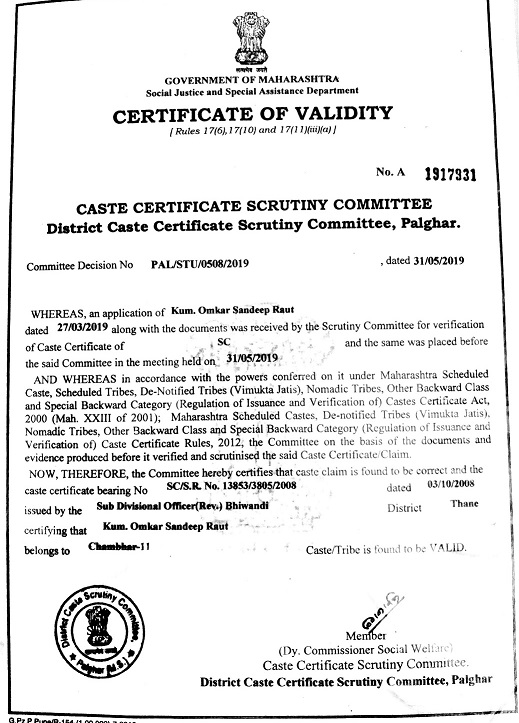 सत्यमेव जयते
GOVERNMENT OF MAHARASHTRA
Social Justice and Special Assistance Department
CERTIFICATE OF VALIDITY
[ Rules 17(6),17(10) and 17(11)(iii)(a) ]
No. A 1917931
CASTE CERTIFICATE SCRUTINY COMMITTEE
District Caste Certificate Scrutiny Committee, Palghar.
Committee Decision No PAL/STU/0508/2019 , dated 31/05/2019
WHEREAS, an application of Kum. Omkar Sandeep Raut
dated 27/03/2019 along with the documents was received by the Scrutiny Committee for verification
of Caste Certificate of SC and the same was placed before
the said Committee in the meeting held on 31/05/2019
AND WHEREAS in accordance with the powers conferred on it under Maharashtra Scheduled
Caste, Scheduled Tribes, De-Notified Tribes (Vimukta Jatis), Nomadic Tribes, Other Backward Class
and Special Backward Category (Regulation of Issuance and Verification of) Castes Certificate Act,
2000 (Mah. XXIII of 2001); Maharashtra Scheduled Castes, De-notified Tribes (Vimukta Jatis),
Nomadic Tribes, Other Backward Class and Special Backward Category (Regulation of Issuance and
Verification of) Caste Certificate Rules, 2012, the Committee on the basis of the documents and
evidence produced before it verified and scrutinised the said Caste Certificate/Claim.
NOW, THEREFORE, the Committee hereby certifies that caste claim is found to be correct and the
caste certificate bearing No SC/S.R. No. 13853/3805/2008 dated 03/10/2008
issued by the Sub Divisional Officer(Rev.) Bhiwandi District Thane
certifying that Kum. Omkar Sandeep Raut
belongs to Chambhar-11 Caste/Tribe is found to be VALID.
District Caste Scrutiny Committee,
Palghar (M.S.)
Member
(Dy. Commissioner Social Welfare)
Caste Certificate Scrutiny Committee.
District Caste Certificate Scrutiny Committee, Palghar